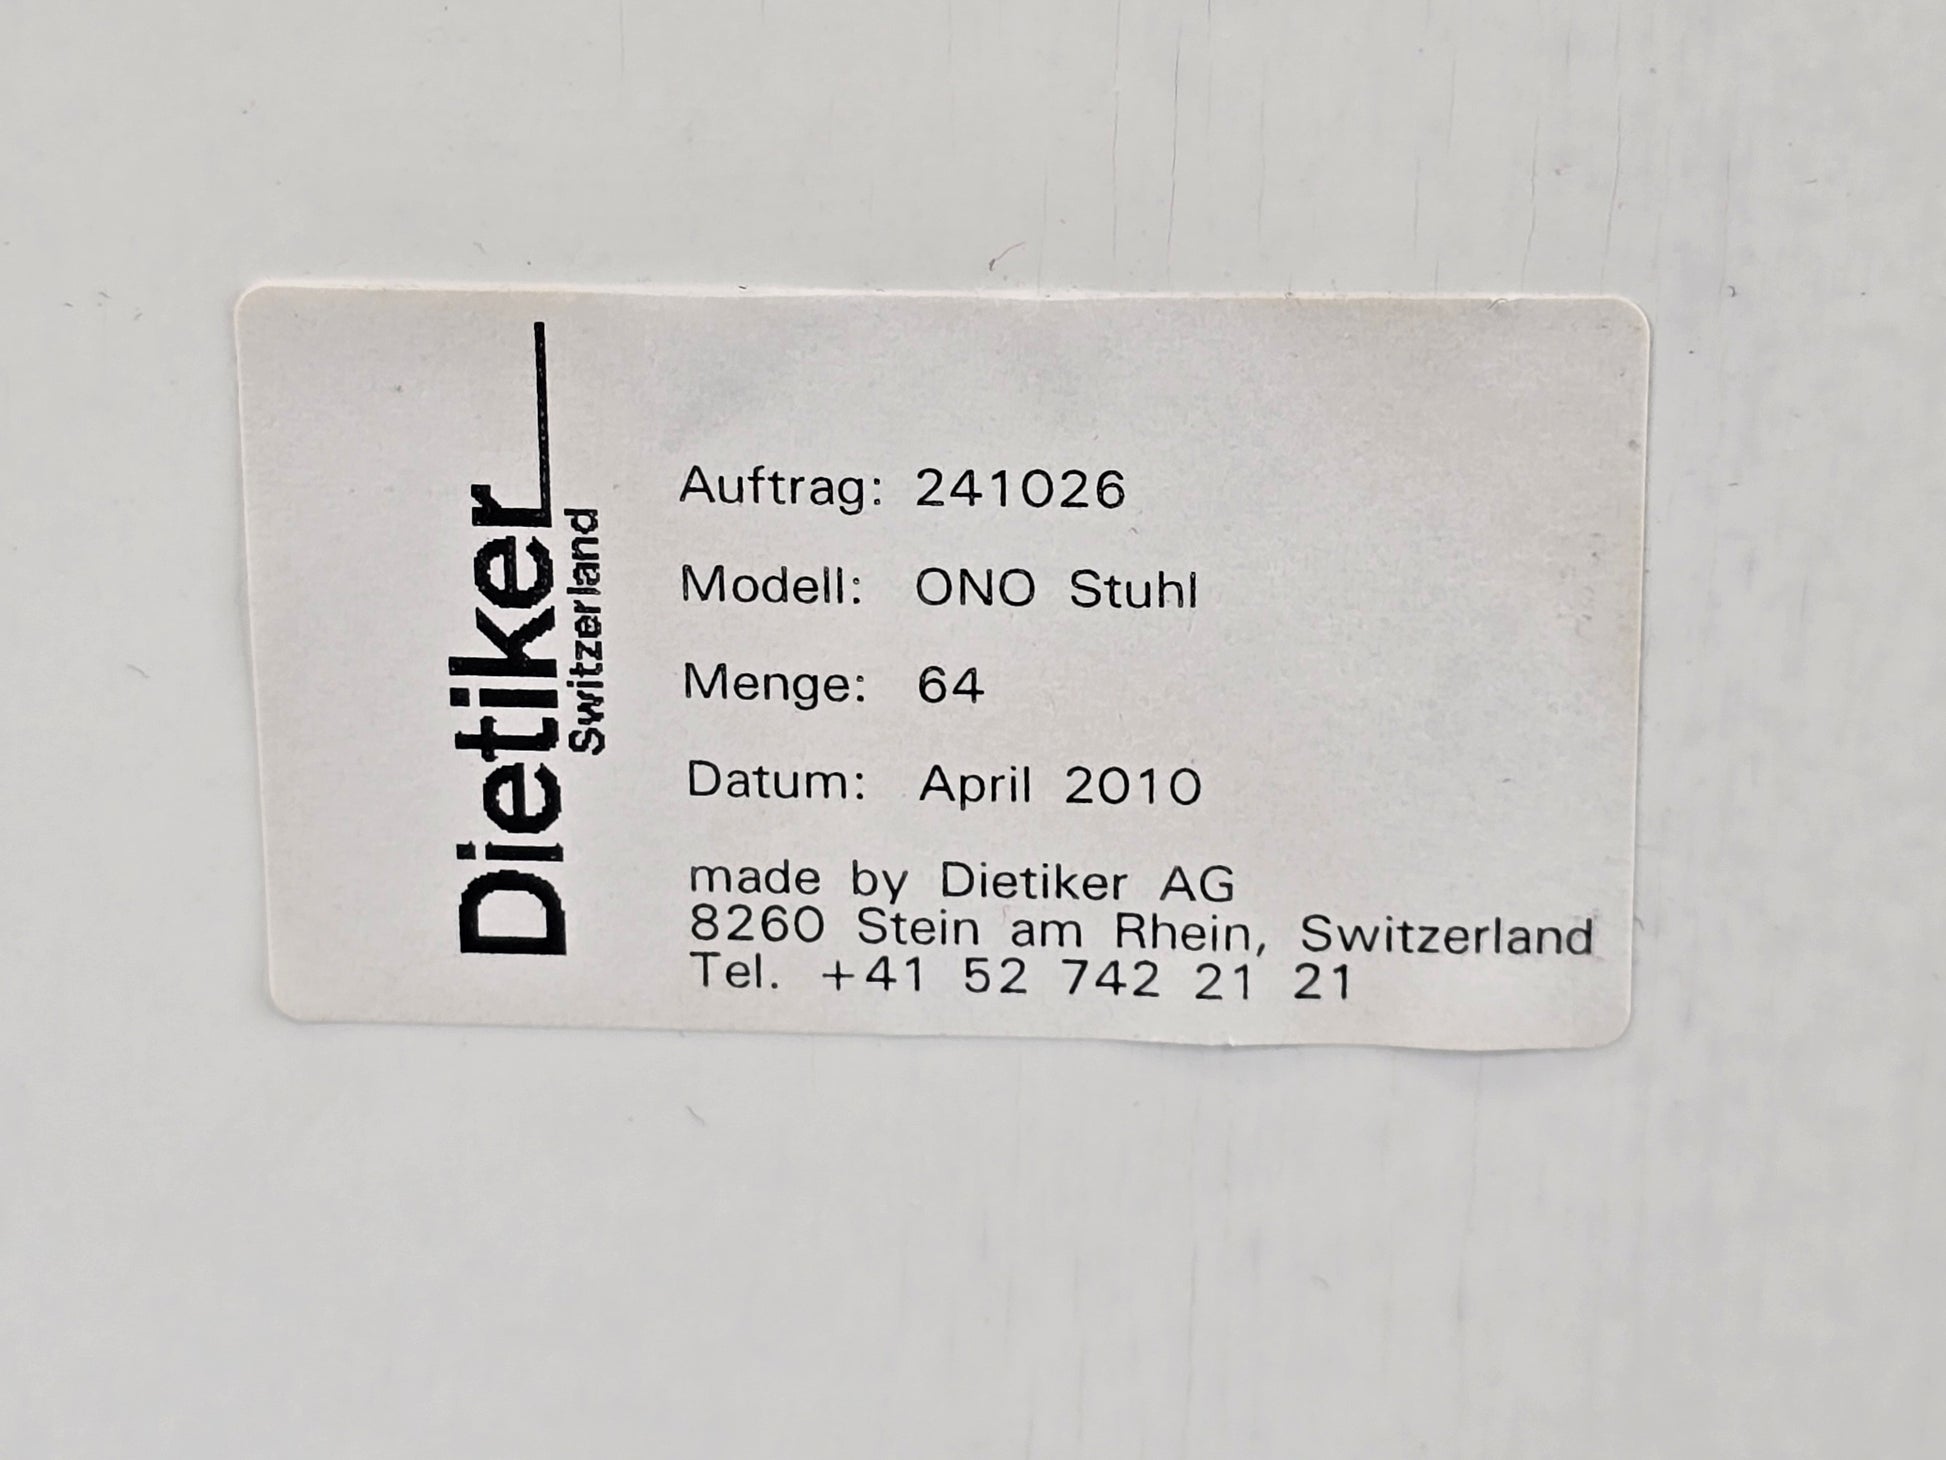 Dietiker
Switzerland
Auftrag: 241026
Modell: ONO Stuhl
Menge: 64
Datum: April 2010
made by Dietiker AG
8260 Stein am Rhein, Switzerland
Tel. +41 52 742 21 21